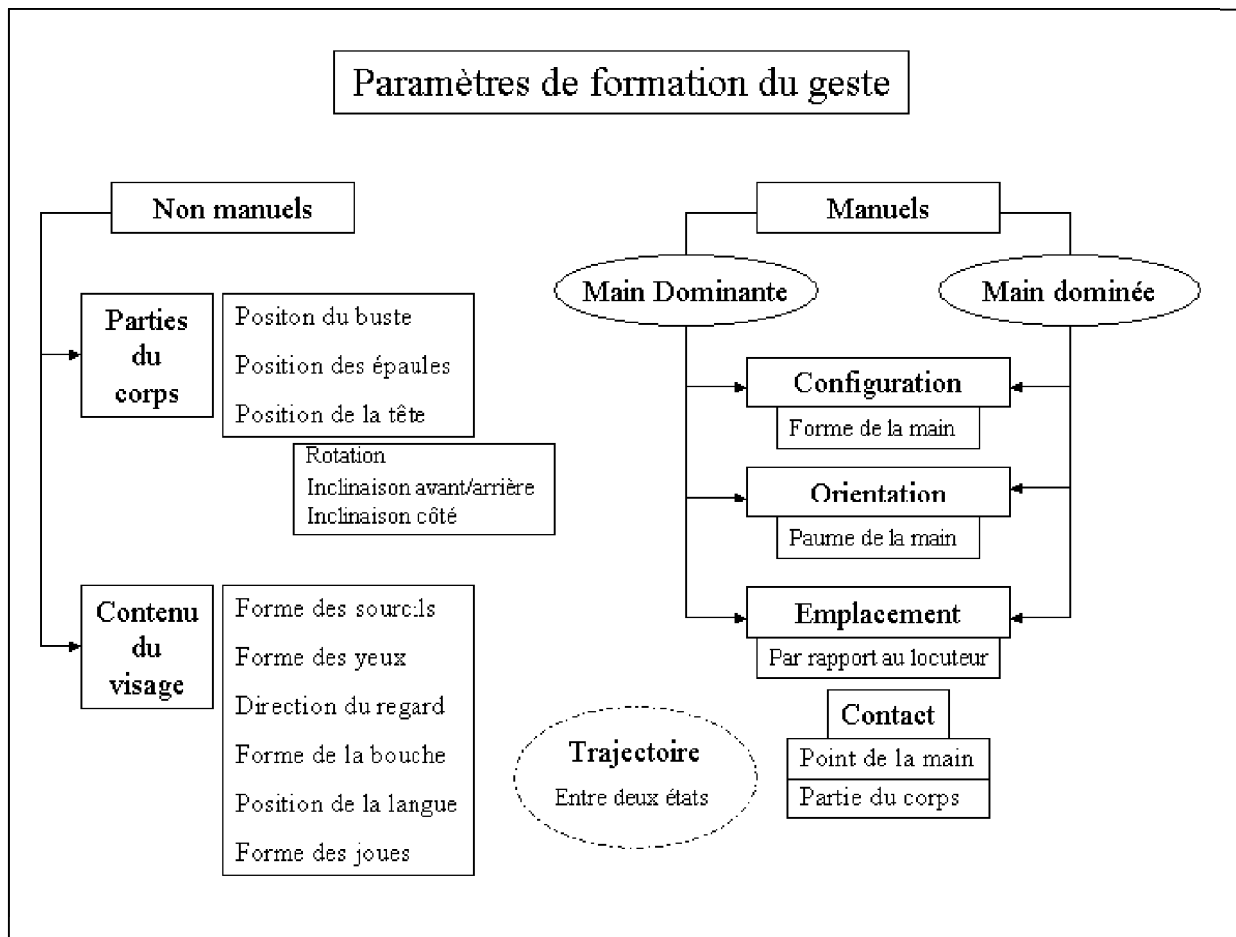 Paramètres de formation du geste
Non manuels
Parties
du
corps
Positon du buste
Position des épaules
Position de la tête
Rotation
Inclinaison avant/arrière
Inclinaison côté
Contenu
du
visage
Forme des sourcils
Forme des yeux
Direction du regard
Forme de la bouche
Position de la langue
Forme des joues
Manuels
Main Dominante
Main dominée
Configuration
Forme de la main
Orientation
Paume de la main
Emplacement
Par rapport au locuteur
Contact
Point de la main
Partie du corps
Trajectoire
Entre deux états